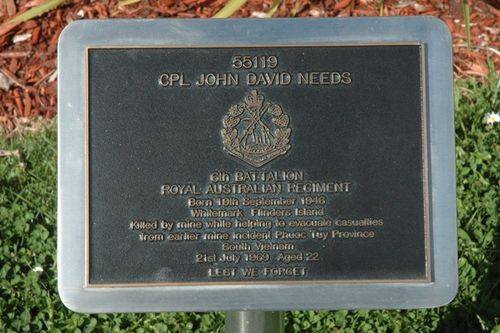 55119
CPL JOHN DAVID NEEDS
6th BATTALION
ROYAL AUSTRALIAN REGIMENT
Born 19th September 1946
Whitemark Flinders Island
Killed by mine while helping to evacuate casualties
from earlier mine incident Phuoc Tuy Province
South Vietnam
21st July 1969 Aged 22
LEST WE FORGET